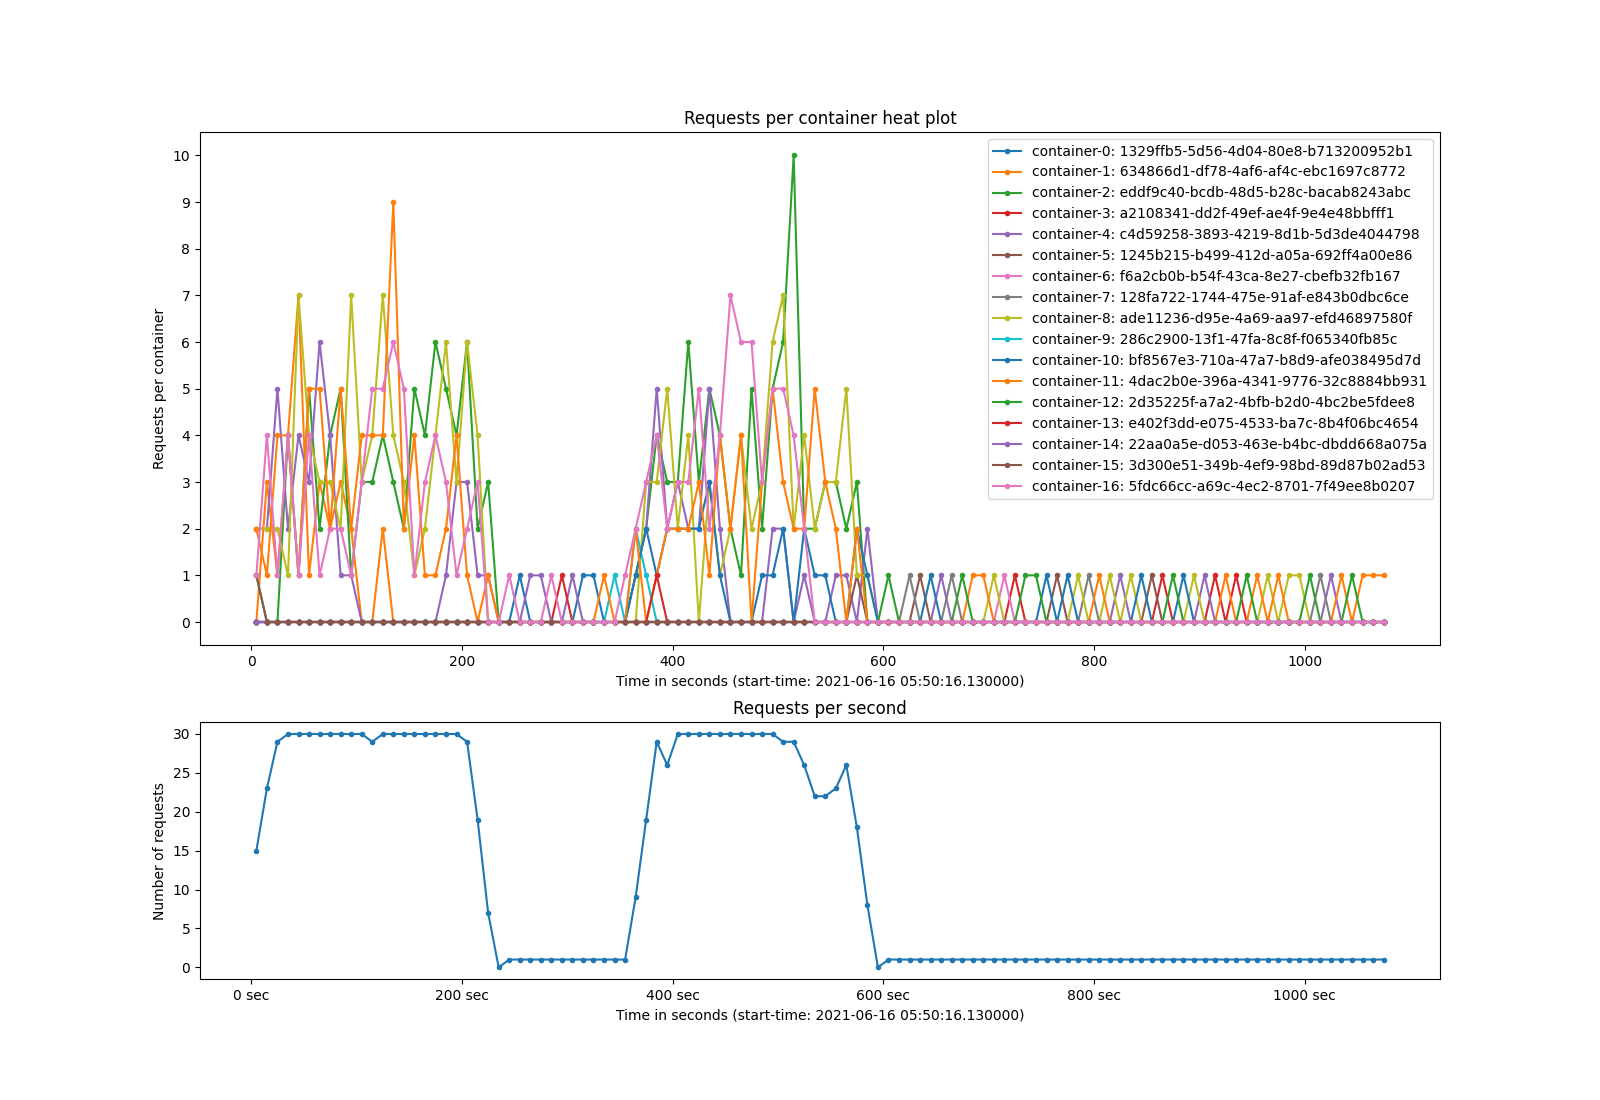 Requests per container heat plot
Requests per container
10
9
8
7
6
5
4
3
2
1
0
container-0: 1329ffb5-5d56-4d04-80e8-b713200952b1
container-1: 634866d1-df78-4af6-af4c-ebc1697c8772
container-2: eddf9c40-bcdb-48d5-b28c-bacab8243abc
container-3: a2108341-dd2f-49ef-ae4f-9e4e48bbfff1
container-4: c4d59258-3893-4219-8d1b-5d3de4044798
container-5: 1245b215-b499-412d-a05a-692ff4a00e86
container-6: f6a2cb0b-b54f-43ca-8e27-cbefb32fb167
container-7: 128fa722-1744-475e-91af-e843b0dbc6ce
container-8: ade11236-d95e-4a69-aa97-efd46897580f
container-9: 286c2900-13f1-47fa-8c8f-f065340fb85c
container-10: bf8567e3-710a-47a7-b8d9-afe038495d7d
container-11: 4dac2b0e-396a-4341-9776-32c8884bb931
container-12: 2d35225f-a7a2-4bfb-b2d0-4bc2be5fdee8
container-13: e402f3dd-e075-4533-ba7c-8b4f06bc4654
container-14: 22aa0a5e-d053-463e-b4bc-dbdd668a075a
container-15: 3d300e51-349b-4ef9-98bd-89d87b02ad53
container-16: 5fdc66cc-a69c-4ec2-8701-7f49ee8b0207
0 200 400 600 800 1000
Time in seconds (start-time: 2021-06-16 05:50:16.130000)
Requests per second
Number of requests
30
25
20
15
10
5
0
0 sec 200 sec 400 sec 600 sec 800 sec 1000 sec
Time in seconds (start-time: 2021-06-16 05:50:16.130000)